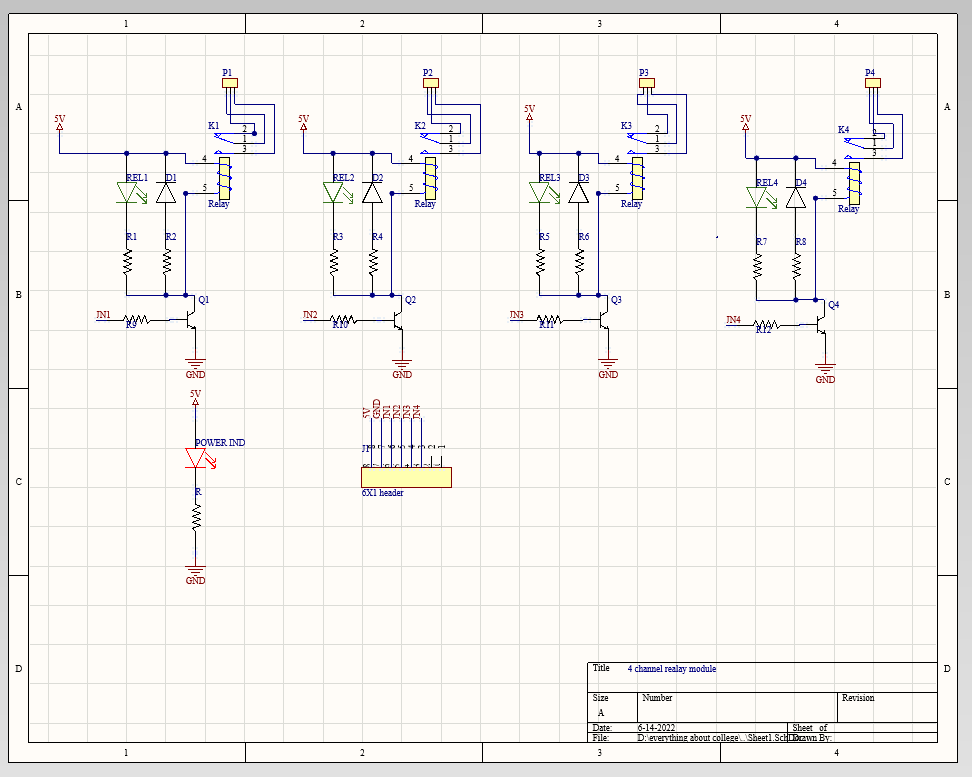 1 2 3 4
A A
P1 P2 P3 P4
5V 5V 5V 5V
K1 2 1 3
K2 2 1 3
K3 2 1 3
K4 2 1 3
4 4 4 4
REL1 D1 5 REL2 D2 5 REL3 D3 5 REL4 D4 5
Relay Relay Relay Relay
R1 R2 R3 R4 R5 R6 R7 R8
B B
Q1 Q2 Q3 Q4
JN1 R9 JN2 R10 JN3 R11 JN4 R12
GND GND GND GND
5V
5V GND JN1 JN2 JN3 JN4
POWER IND
J1 8 7 6 5 4 3 2 1
C C
R
6X1 header
GND
D D
Title 4 channel realay module
Size Number Revision
A
Date: 6-14-2022 Sheet of
File: D:\everything about college\..\Sheet1.SchDoc Drawn By:
1 2 3 4